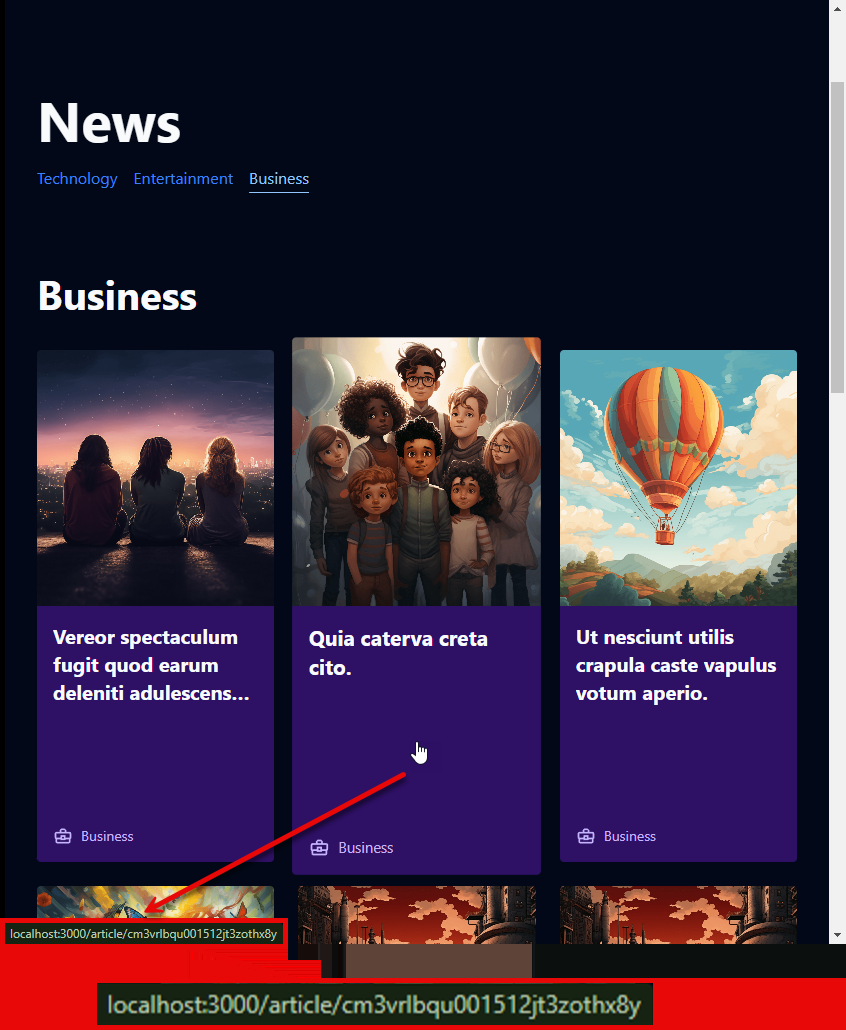 News
Technology Entertainment Business
Business
Vereor spectaculum
fugit quod earum
deleniti adulescens...
Business
Quia caterva creta
cito.
Business
Ut nesciunt utilis
crapula caste vapulus
votum aperio.
Business
localhost:3000/article/cm3vrlbqu001512jt3zothx8y
localhost:3000/article/cm3vrlbqu001512jt3zothx8y